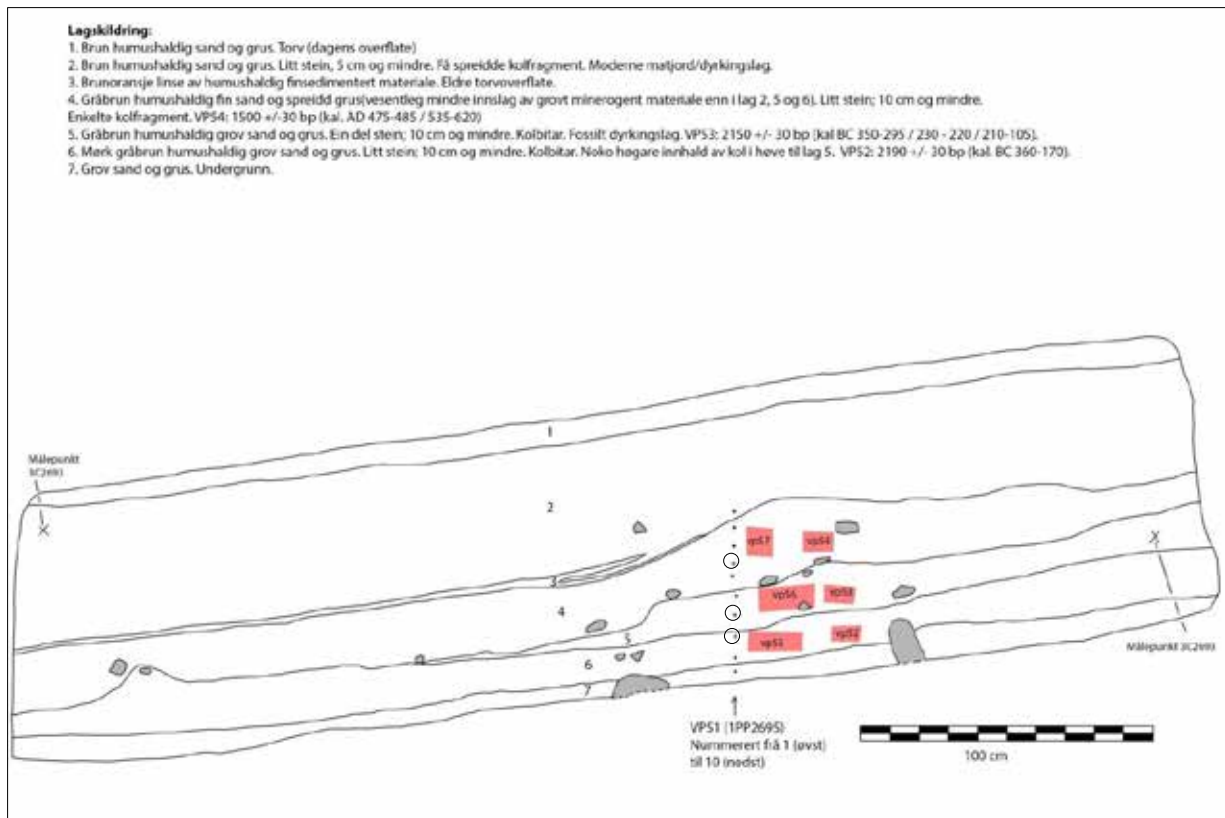 Lagskildring:
1. Brun humushaldig sand og grus. Torv (dagens overflate)
2. Brun humushaldig sand og grus. Litt stein, 5 cm og mindre. Få spreidde kolfragment. Moderne matjord/dyrkingslag.
3. Brunoransje linse av humushaldig finsedimentert materiale. Eldre torvoverflate.
4. Gråbrun humushaldig fin sand og spreidd grus(vesentleg mindre innslag av grovt minerogent materiale enn i lag 2, 5 og 6). Litt stein; 10 cm og mindre.
Enkelte kolfragment. VPS4: 1500 +/-30 bp (kal. AD 475-485 / 535-620)
5. Gråbrun humushaldig grov sand og grus. Ein del stein; 10 cm og mindre. Kolbitar. Fossilt dyrkingslag. VPS3: 2150 +/- 30 bp (kal BC 350-295 / 230 - 220 / 210-105).
6. Mørk gråbrun humushaldig grov sand og grus. Litt stein; 10 cm og mindre. Kolbitar. Noko høgare innhald av kol i høve til lag 5. VPS2: 2190 +/- 30 bp (kal. BC 360-170).
7. Grov sand og grus. Undergrunn.
1
Målepunkt
3C2693
X
2
VPS7
VPS4
X
3
4
VPS6
VPS3
5
VPS5
VPS2
6
Målepunkt 3C2693
7
VPS1 (1PP2695)
Nummerert frå 1 (øvst)
til 10 (nedst)
100 cm